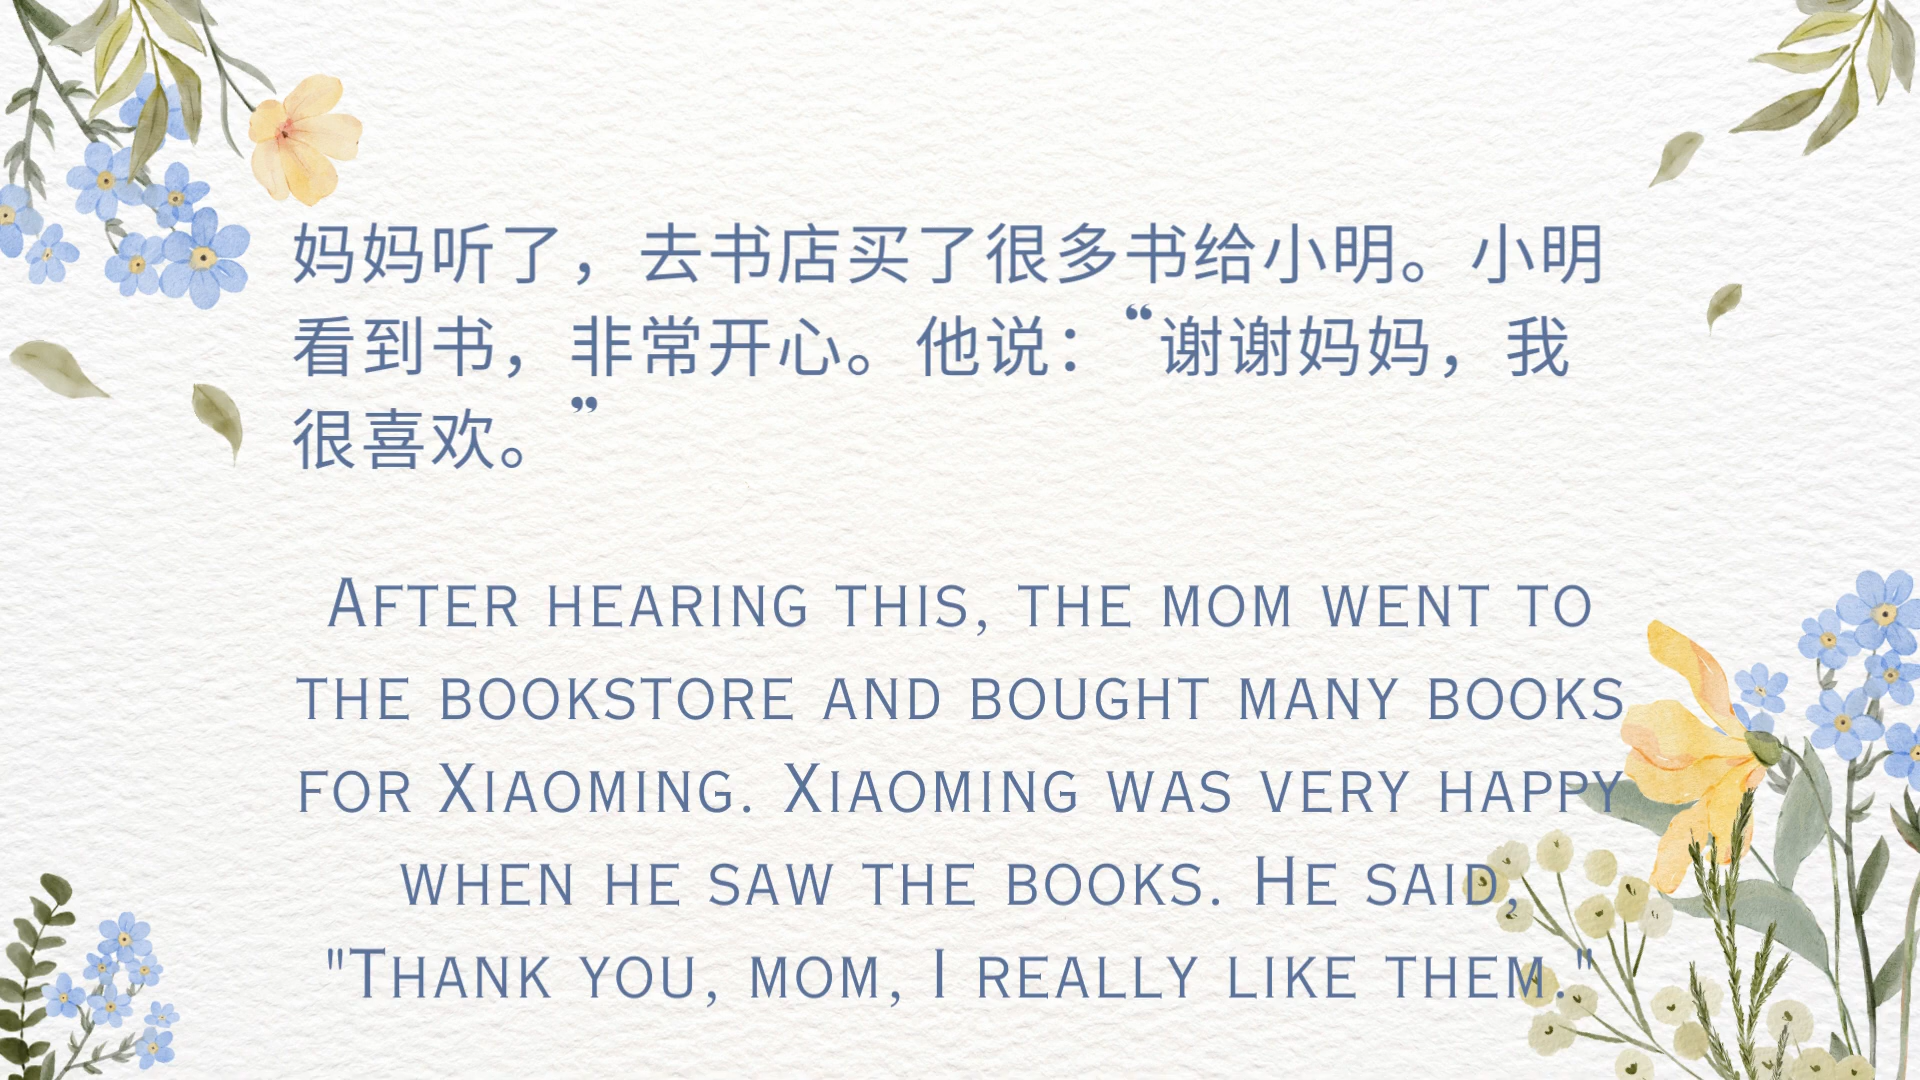 妈妈听了，去书店买了很多书给小明。小明
看到书，非常开心。他说：“谢谢妈妈，我
很喜欢。”
After hearing this, the mom went to
the bookstore and bought many books
for Xiaoming. Xiaoming was very happy
when he saw the books. He said,
"Thank you, mom, I really like them."